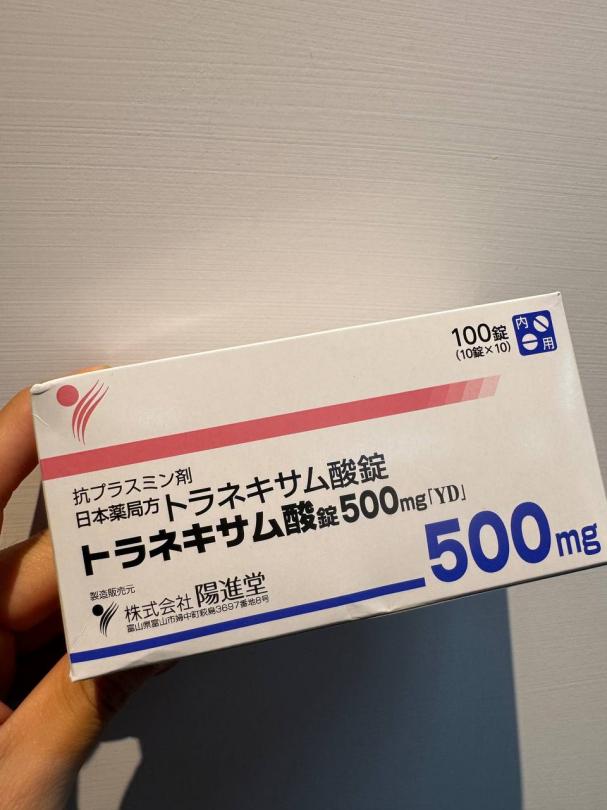 100錠
(10錠×10)
内
用
抗プラスミン剤
日本薬局方トラネキサム酸錠
トラネキサム酸錠500mg「YD」
500mg
製造販売元
株式会社 陽進堂
富山県富山市婦中町萩島3697番地8号